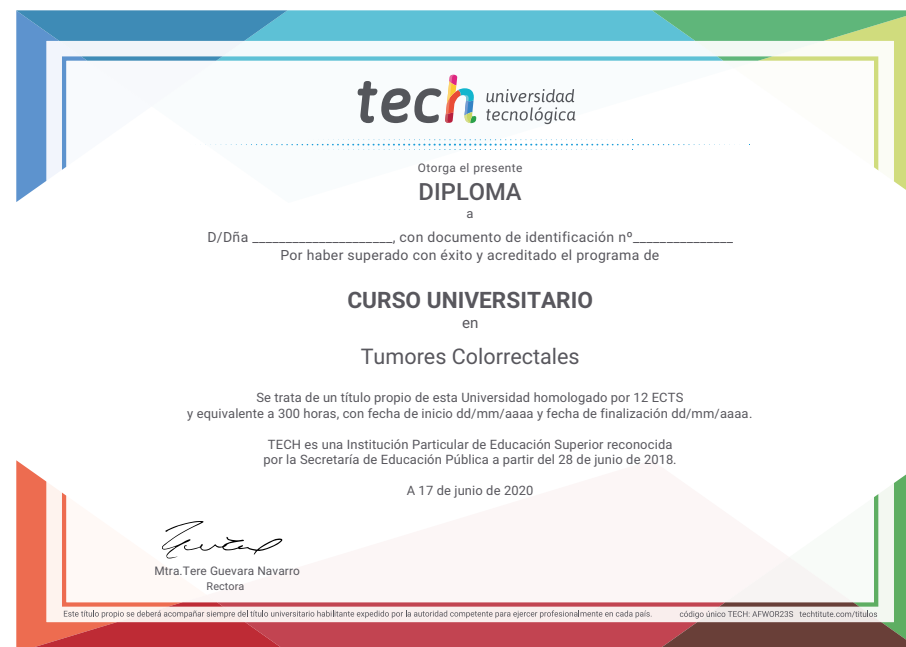 tech universidad
tecnológica
Otorga el presente
DIPLOMA
a
D/Dña ______________________, con documento de identificación nº________________
Por haber superado con éxito y acreditado el programa de
CURSO UNIVERSITARIO
en
Tumores Colorrectales
Se trata de un título propio de esta Universidad homologado por 12 ECTS
y equivalente a 300 horas, con fecha de inicio dd/mm/aaaa y fecha de finalización dd/mm/aaaa.
TECH es una Institución Particular de Educación Superior reconocida
por la Secretaría de Educación Pública a partir del 28 de junio de 2018.
A 17 de junio de 2020
Mtra.Tere Guevara Navarro
Rectora
Este título propio se deberá acompañar siempre del título universitario habilitante expedido por la autoridad competente para ejercer profesionalmente en cada país. código único TECH: AFWOR23S techtitute.com/titulos